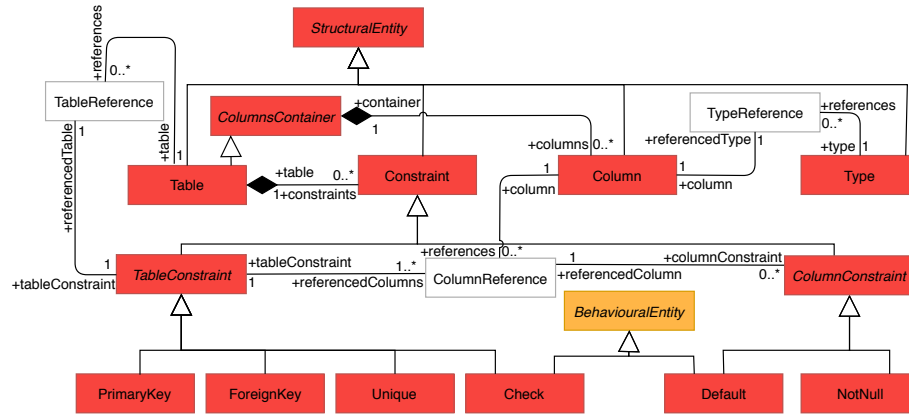 StructuralEntity
+references
0..*
TableReference
1
+referencedTable
+table
1
ColumnsContainer
+container
1
TypeReference
+references
0..*
+referencedType
1
+type
1
+columns
0..*
Table
+table
0..*
1
+constraints
Constraint
1
+column
Column
1
+column
Type
+references
0..*
1
+tableConstraint
TableConstraint
+tableConstraint
1
1..*
+referencedColumns
ColumnReference
1
+referencedColumn
+columnConstraint
0..*
ColumnConstraint
BehaviouralEntity
PrimaryKey
ForeignKey
Unique
Check
Default
NotNull